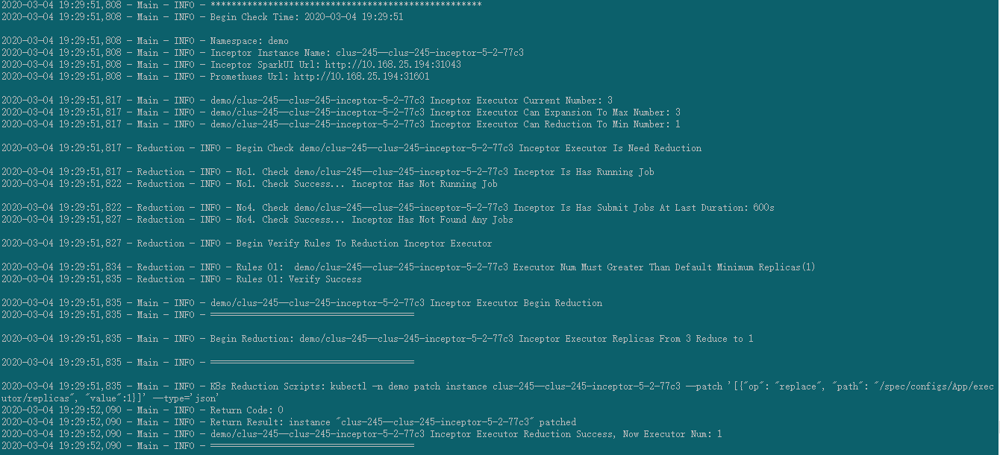 2020-03-04 19:29:51,808 - Main - INFO - ****************************************************
2020-03-04 19:29:51,808 - Main - INFO - Begin Check Time: 2020-03-04 19:29:51
2020-03-04 19:29:51,808 - Main - INFO - Namespace: demo
2020-03-04 19:29:51,808 - Main - INFO - Inceptor Instance Name: clus-245--clus-245-inceptor-5-2-77c3
2020-03-04 19:29:51,808 - Main - INFO - Inceptor SparkUI Url: http://10.168.25.194:31043
2020-03-04 19:29:51,808 - Main - INFO - Promethues Url: http://10.168.25.194:31601
2020-03-04 19:29:51,817 - Main - INFO - demo/clus-245--clus-245-inceptor-5-2-77c3 Inceptor Executor Current Number: 3
2020-03-04 19:29:51,817 - Main - INFO - demo/clus-245--clus-245-inceptor-5-2-77c3 Inceptor Executor Can Expansion To Max Number: 3
2020-03-04 19:29:51,817 - Main - INFO - demo/clus-245--clus-245-inceptor-5-2-77c3 Inceptor Executor Can Reduction To Min Number: 1
2020-03-04 19:29:51,817 - Reduction - INFO - Begin Check demo/clus-245--clus-245-inceptor-5-2-77c3 Inceptor Executor Is Need Reduction
2020-03-04 19:29:51,817 - Reduction - INFO - No1. Check demo/clus-245--clus-245-inceptor-5-2-77c3 Inceptor Is Has Running Job
2020-03-04 19:29:51,822 - Reduction - INFO - No1. Check Success... Inceptor Has Not Running Job
2020-03-04 19:29:51,822 - Reduction - INFO - No4. Check demo/clus-245--clus-245-inceptor-5-2-77c3 Inceptor Is Has Submit Jobs At Last Duration: 600s
2020-03-04 19:29:51,827 - Reduction - INFO - No4. Check Success... Inceptor Has Not Found Any Jobs
2020-03-04 19:29:51,827 - Reduction - INFO - Begin Verify Rules To Reduction Inceptor Executor
2020-03-04 19:29:51,834 - Reduction - INFO - Rules 01:  demo/clus-245--clus-245-inceptor-5-2-77c3 Executor Num Must Greater Than Default Minimum Replicas(1)
2020-03-04 19:29:51,835 - Reduction - INFO - Rules 01: Verify Success
2020-03-04 19:29:51,835 - Main - INFO - demo/clus-245--clus-245-inceptor-5-2-77c3 Inceptor Executor Begin Reduction
2020-03-04 19:29:51,835 - Main - INFO - =======================================
2020-03-04 19:29:51,835 - Main - INFO - Begin Reduction: demo/clus-245--clus-245-inceptor-5-2-77c3 Inceptor Executor Replicas From 3 Reduce to 1
2020-03-04 19:29:51,835 - Main - INFO - =======================================
2020-03-04 19:29:51,835 - Main - INFO - K8s Reduction Scripts: kubectl -n demo patch instance clus-245--clus-245-inceptor-5-2-77c3 --patch '[{"op": "replace", "path": "/spec/configs/App/exec
utor/replicas", "value":1}]' --type='json'
2020-03-04 19:29:52,090 - Main - INFO - Return Code: 0
2020-03-04 19:29:52,090 - Main - INFO - Return Result: instance "clus-245--clus-245-inceptor-5-2-77c3" patched
2020-03-04 19:29:52,090 - Main - INFO - demo/clus-245--clus-245-inceptor-5-2-77c3 Inceptor Executor Reduction Success, Now Executor Num: 1
2020-03-04 19:29:52,090 - Main - INFO - =======================================